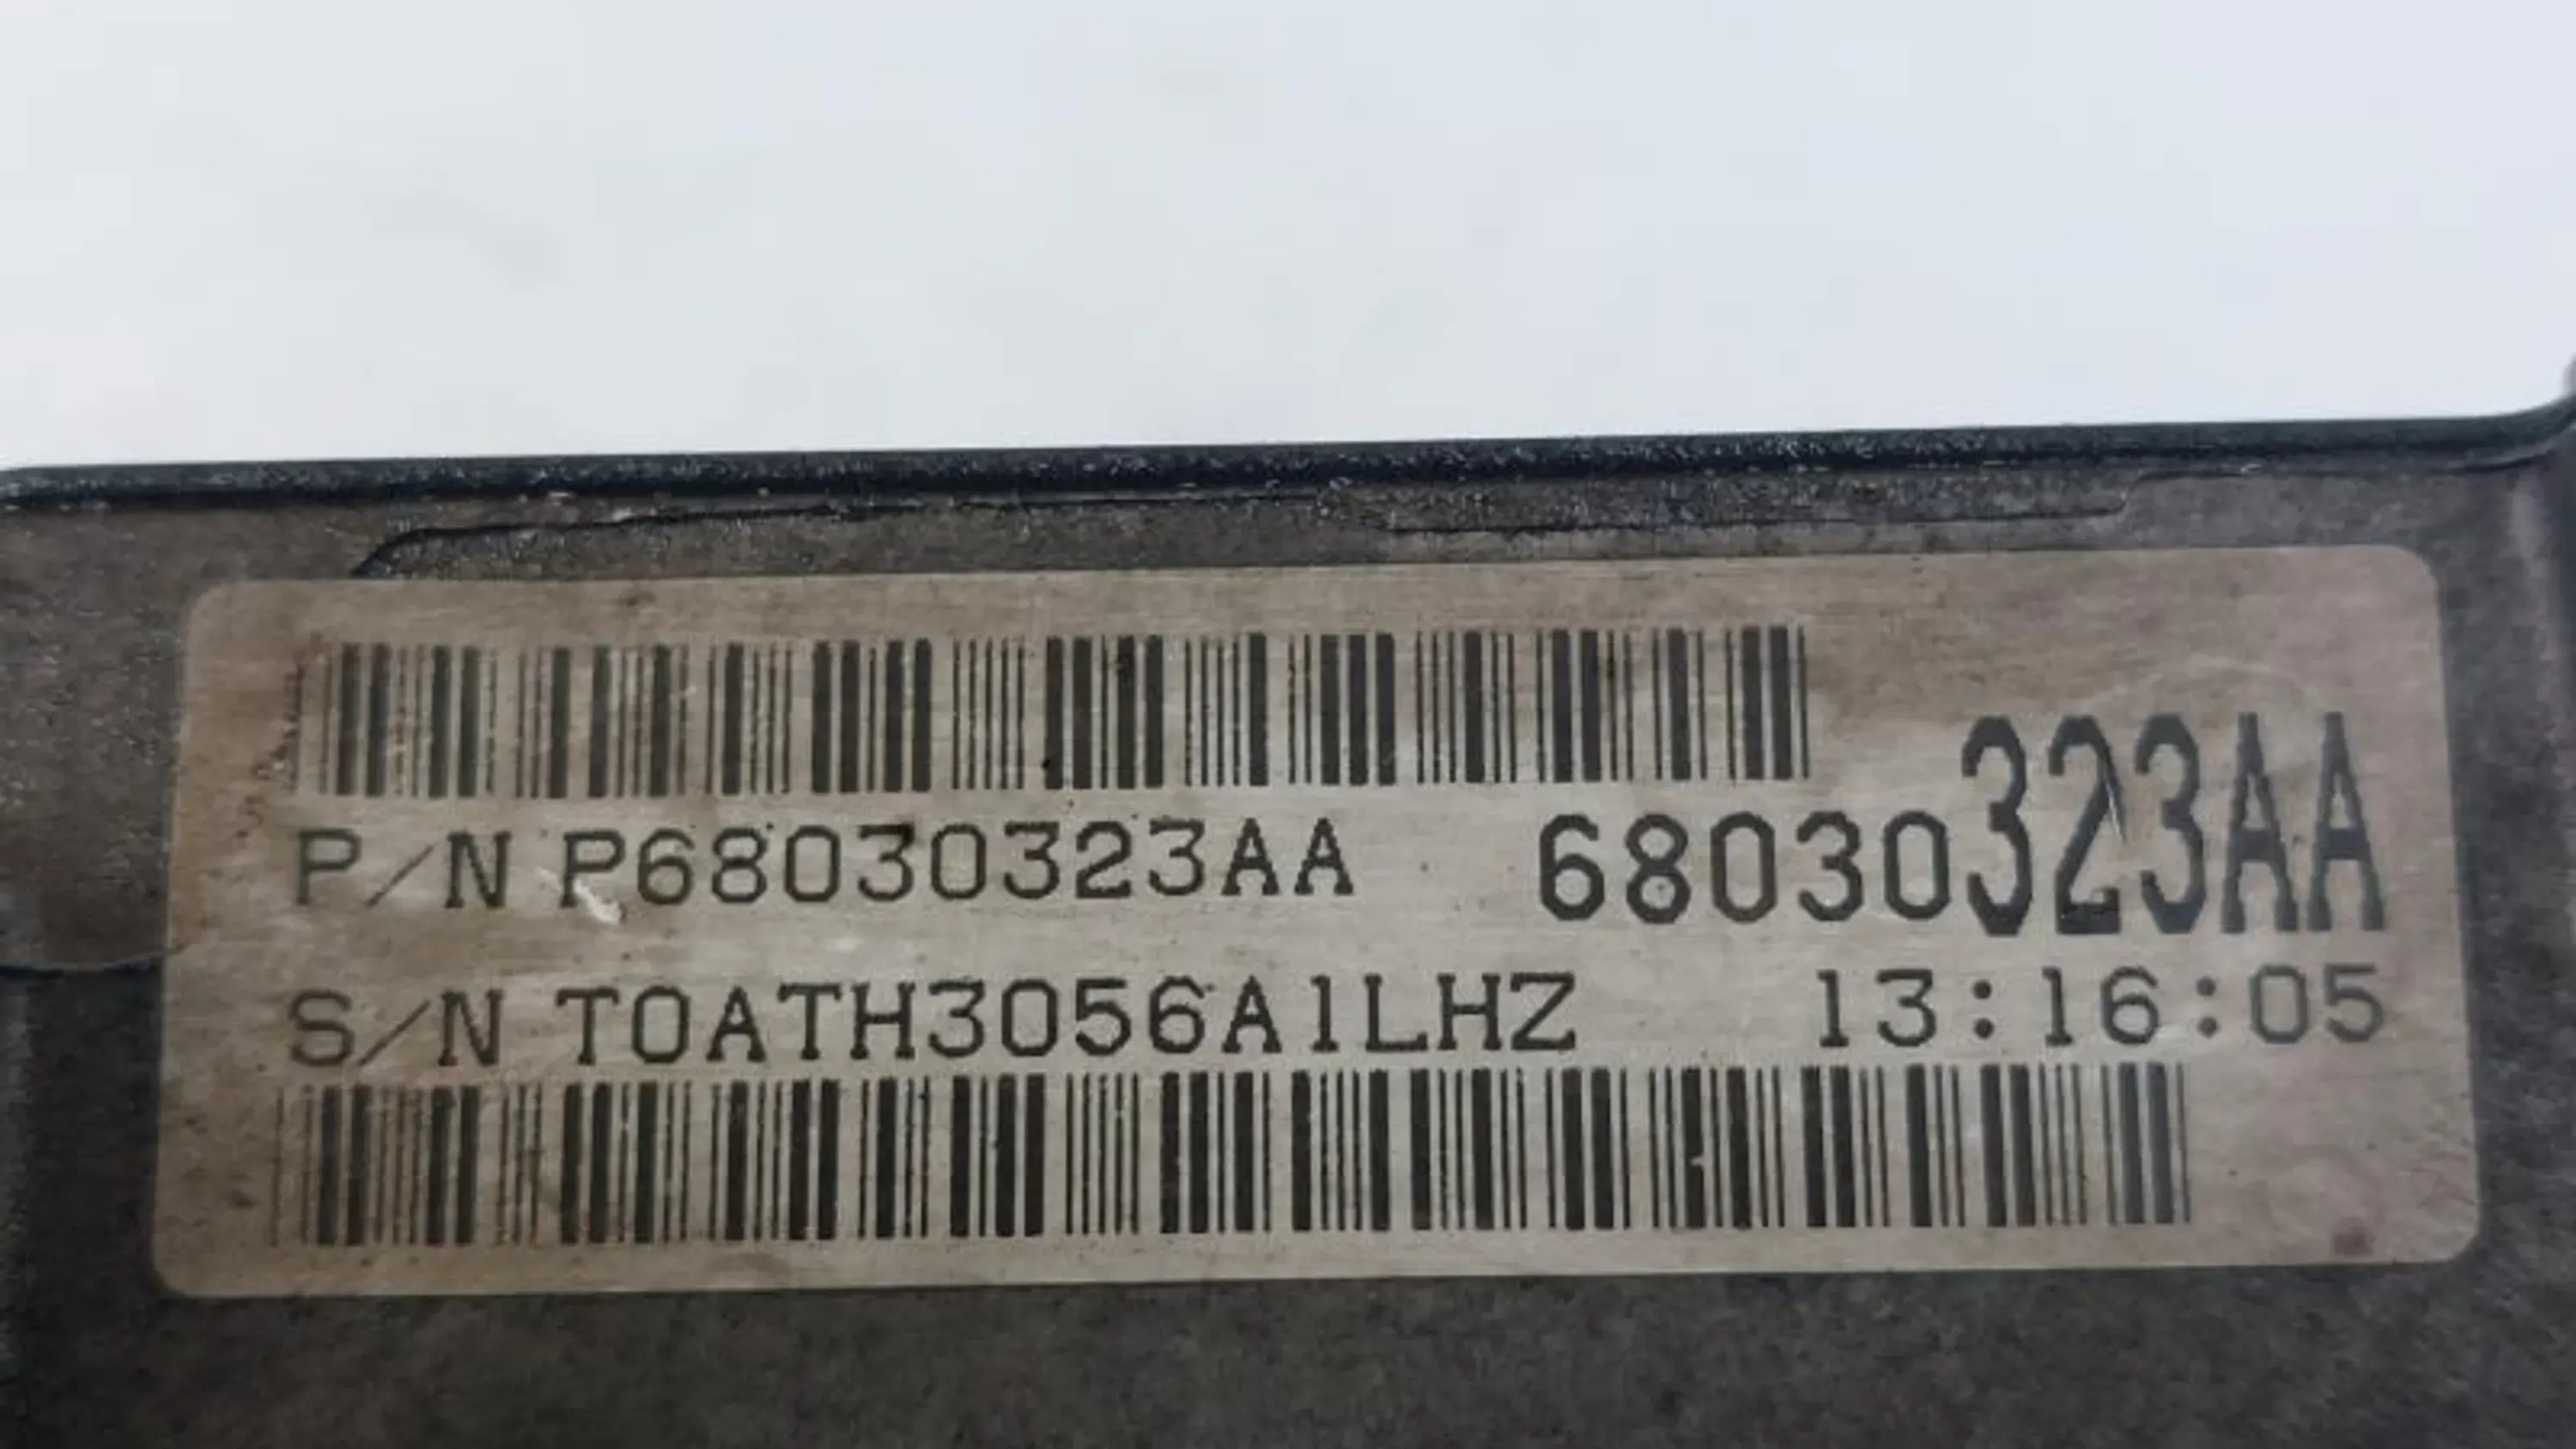 P/N P68030323AA 68030323AA
S/N T0ATH3056A1LHZ 13:16:05